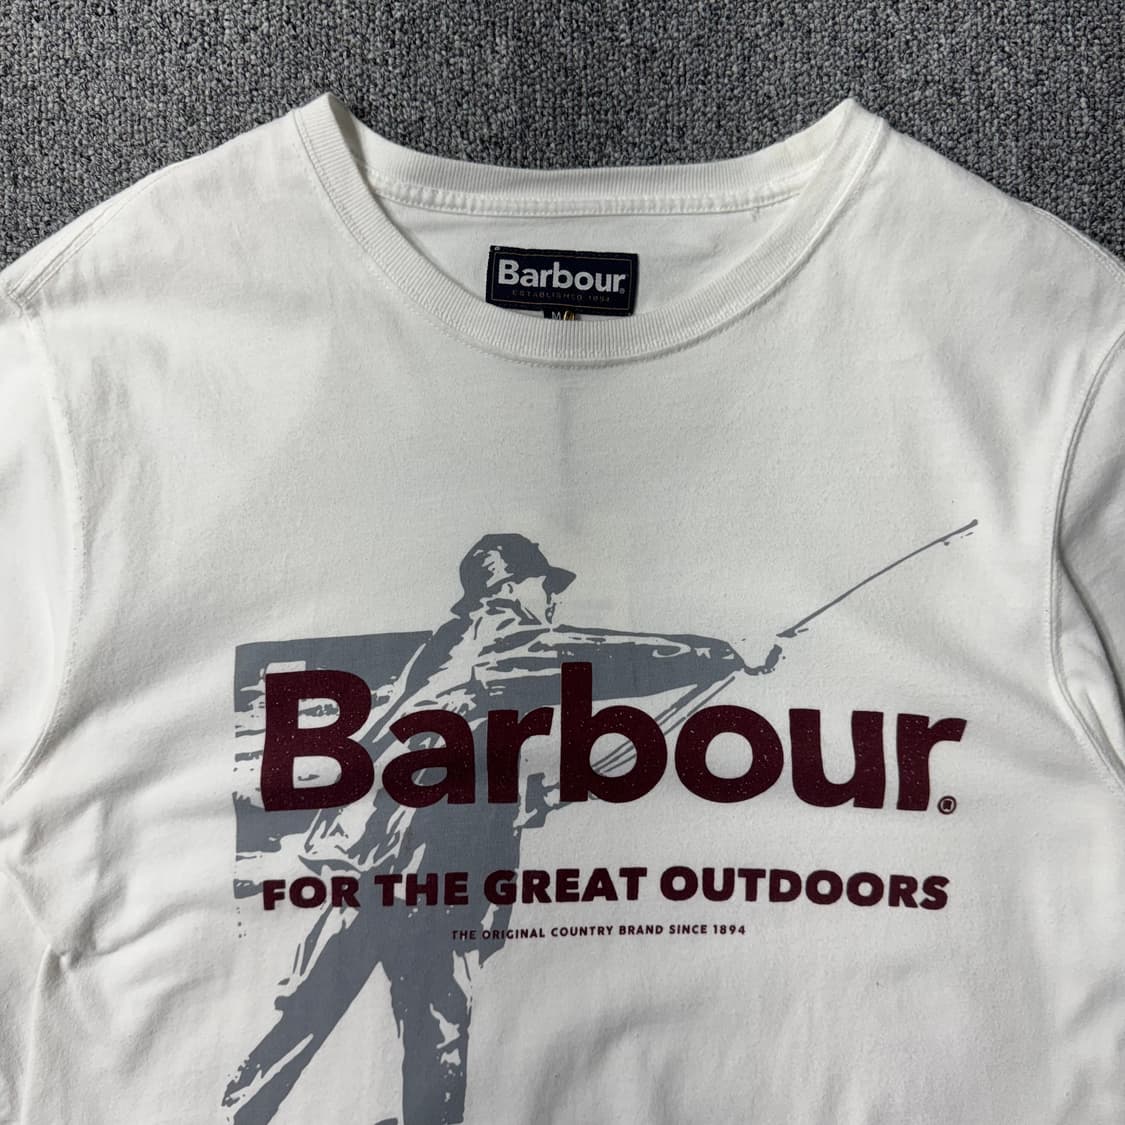 Barbour®
ESTABLISHED 1894
M
Barbour®
FOR THE GREAT OUTDOORS
THE ORIGINAL COUNTRY BRAND SINCE 1894